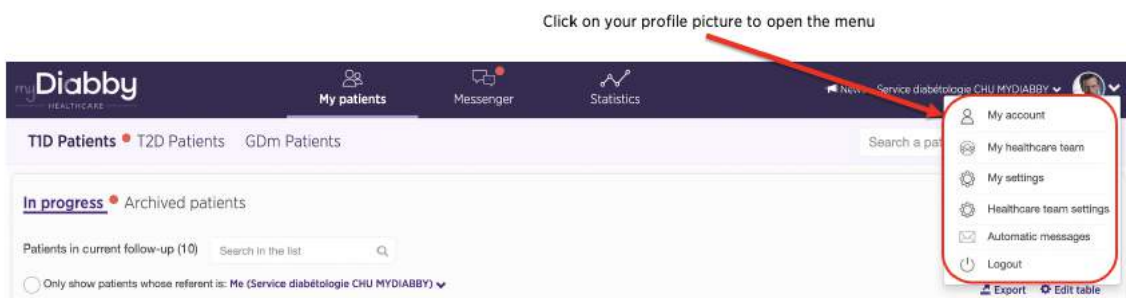 Click on your profile picture to open the menu
myDiabby
HEALTHCARE
My patients
Messenger
Statistics
Service diabétologie CHU MYDIABBY
My account
My healthcare team
My settings
Healthcare team settings
Automatic messages
Logout
T1D Patients T2D Patients GDm Patients
Search a
In progress Archived patients
Patients in current follow-up (10) Search in the list
Only show patients whose referent is: Me (Service diabétologie CHU MYDIABBY)
Export Edit table